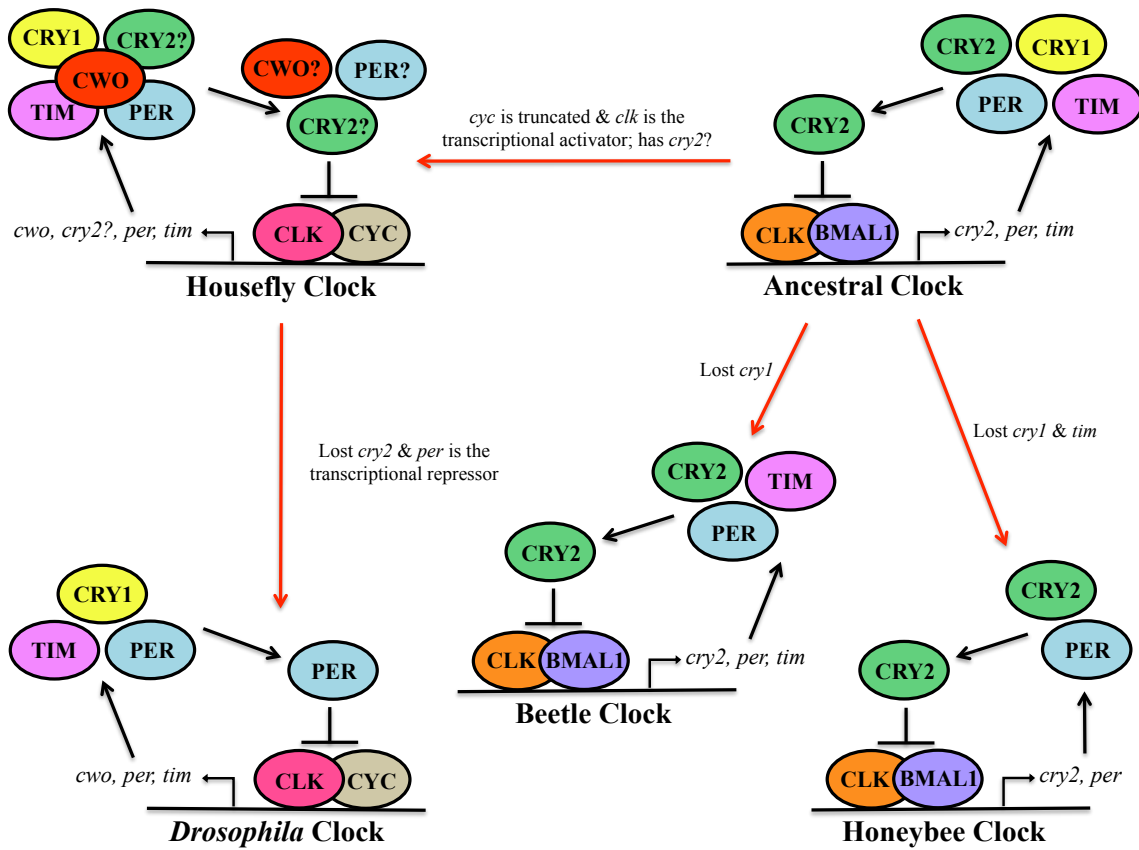 CRY1
CRY2?
CWO
TIM
PER
CWO?
PER?
CRY2?
CLK
CYC
cwo, cry2?, per, tim
Housefly Clock
cyc is truncated & clk is the
transcriptional activator; has cry2?
CRY2
CRY1
PER
TIM
CRY2
CLK
BMAL1
cry2, per, tim
Ancestral Clock
Lost cry2 & per is the
transcriptional repressor
Lost cry1
Lost cry1 & tim
CRY1
TIM
PER
PER
CLK
CYC
cwo, per, tim
Drosophila Clock
CRY2
TIM
PER
CRY2
CLK
BMAL1
cry2, per, tim
Beetle Clock
CRY2
PER
CRY2
CLK
BMAL1
cry2, per
Honeybee Clock